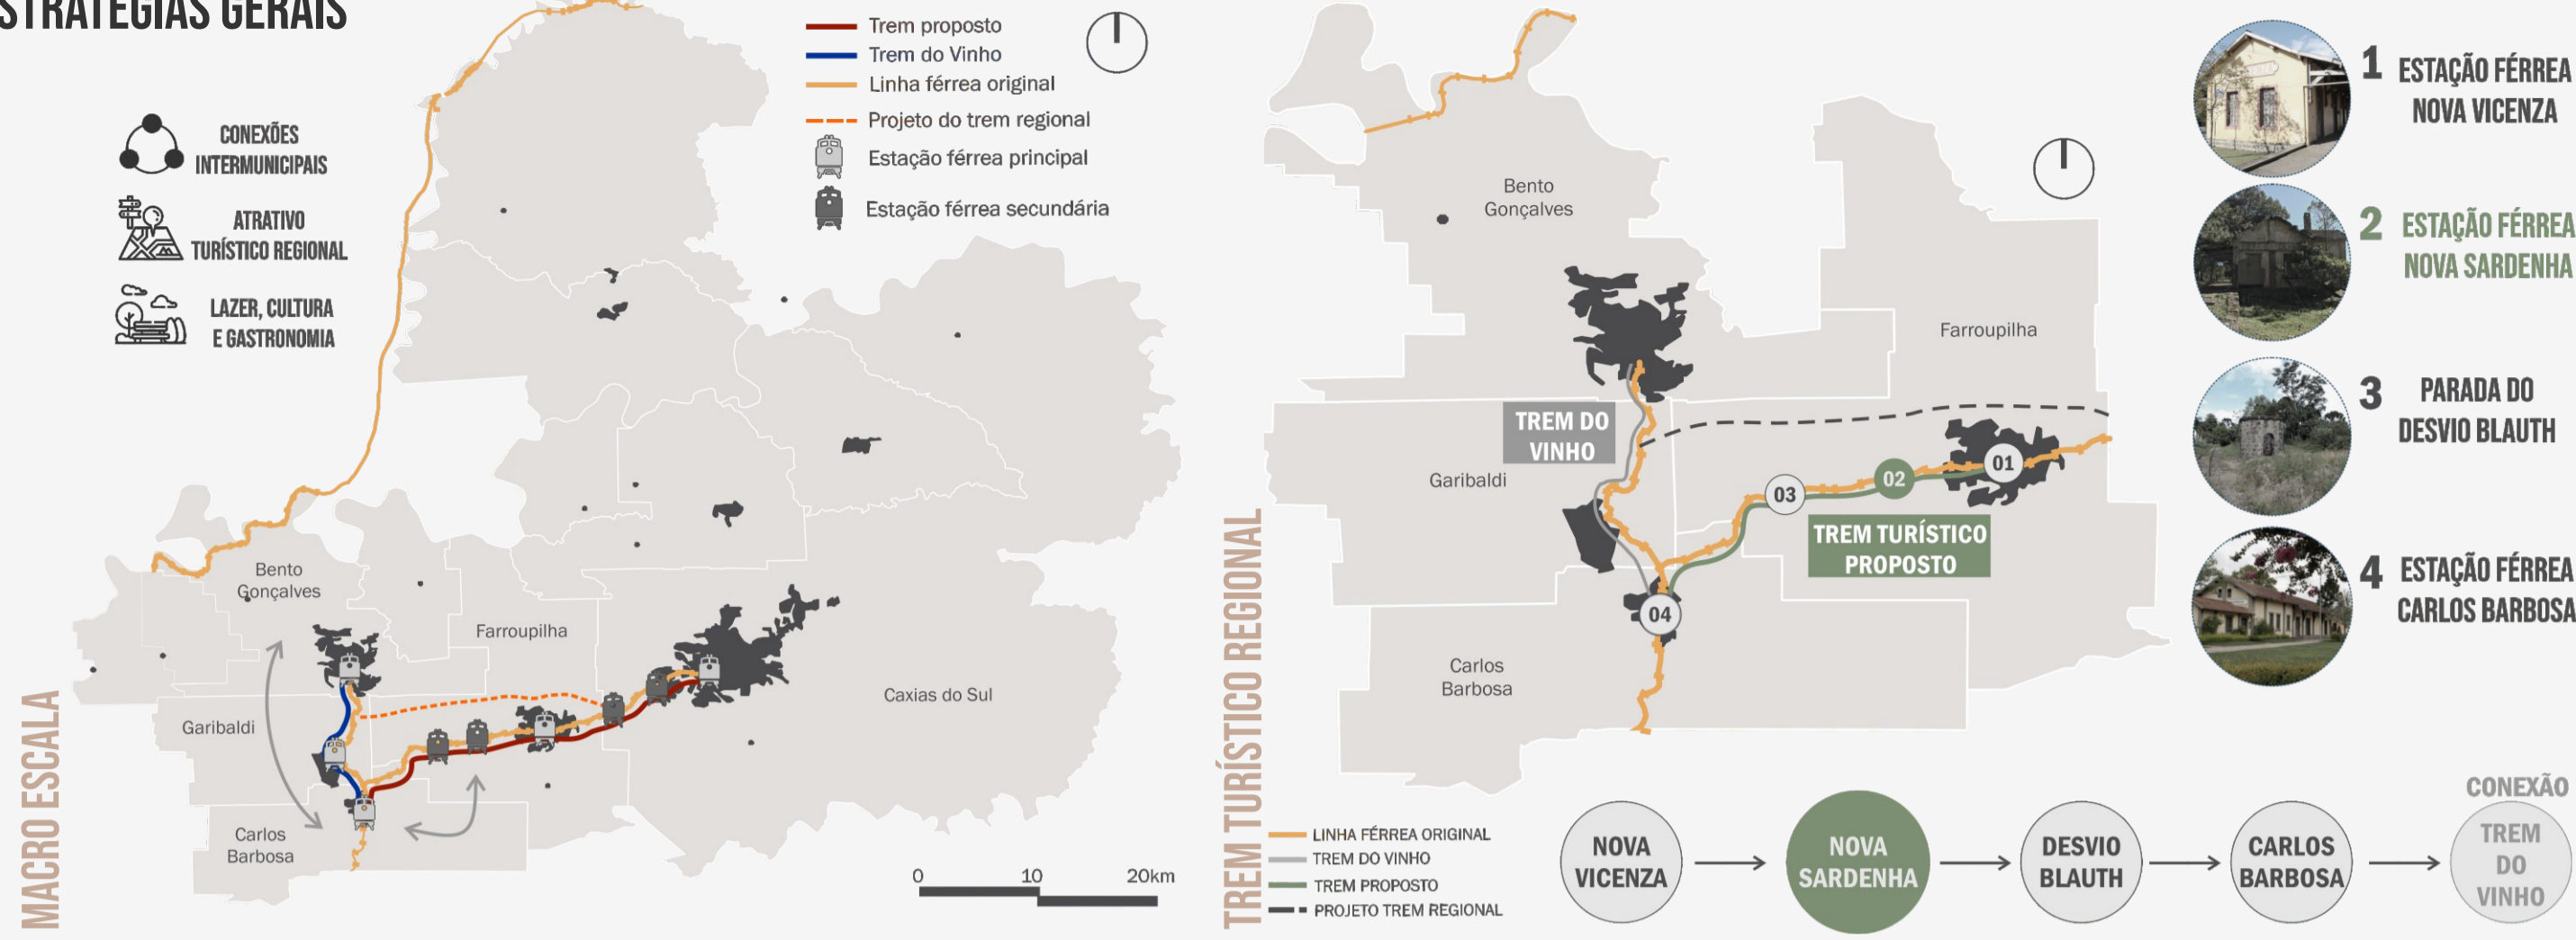 STRATÉGIAS GERAIS
CONEXÕES
INTERMUNICIPAIS
ATRATIVO
TURÍSTICO REGIONAL
LAZER, CULTURA
E GASTRONOMIA
Trem proposto
Trem do Vinho
Linha férrea original
Projeto do trem regional
Estação férrea principal
Estação férrea secundária
MACRO ESCALA
Bento
Gonçalves
Farroupilha
Garibaldi
Caxias do Sul
Carlos
Barbosa
0 10 20km
TREM TURÍSTICO REGIONAL
Bento
Gonçalves
Farroupilha
TREM DO
VINHO
Garibaldi
01
02
03
TREM TURÍSTICO
PROPOSTO
04
Carlos
Barbosa
1 ESTAÇÃO FÉRREA
NOVA VICENZA
2 ESTAÇÃO FÉRREA
NOVA SARDENHA
3 PARADA DO
DESVIO BLAUTH
4 ESTAÇÃO FÉRREA
CARLOS BARBOSA
LINHA FÉRREA ORIGINAL
TREM DO VINHO
TREM PROPOSTO
PROJETO TREM REGIONAL
NOVA
VICENZA
NOVA
SARDENHA
DESVIO
BLAUTH
CARLOS
BARBOSA
CONEXÃO
TREM
DO
VINHO